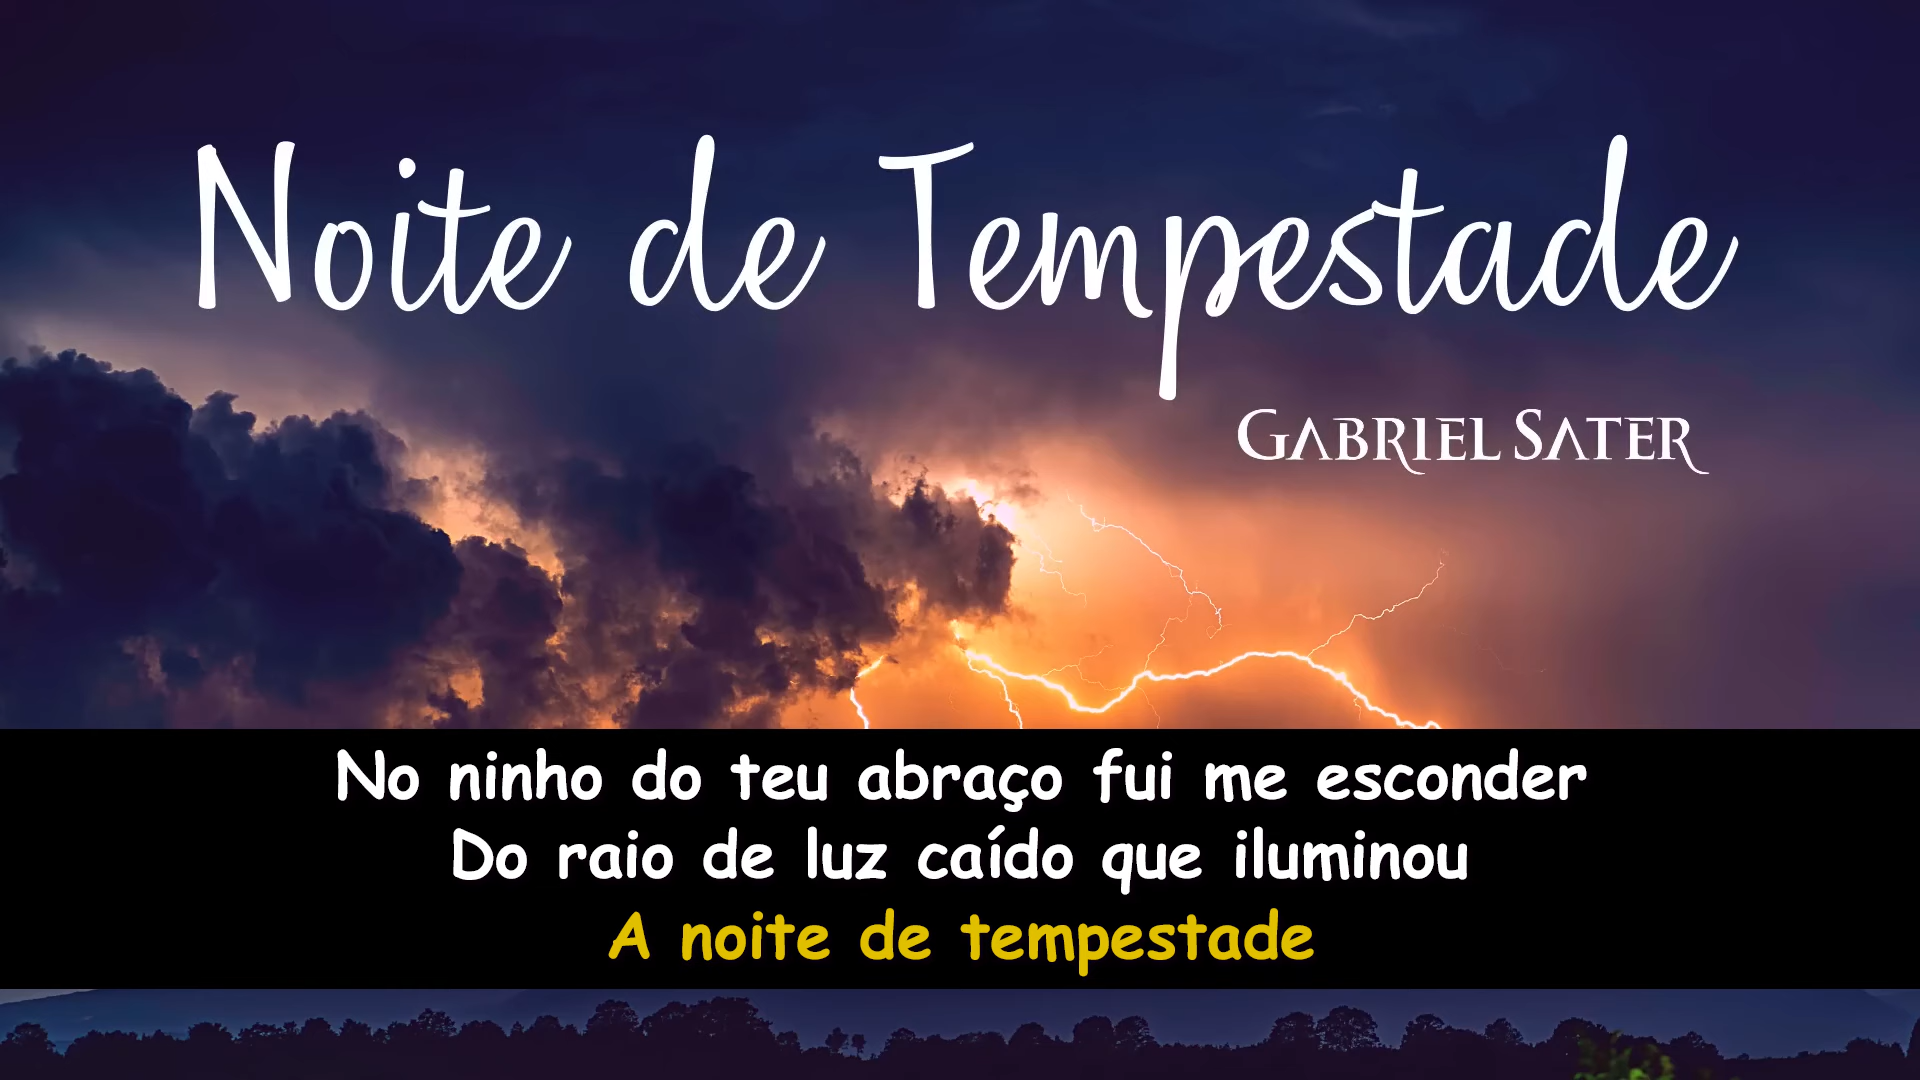 Noite de Tempestade
GABRIEL SATER
No ninho do teu abraço fui me esconder
Do raio de luz caído que iluminou
A noite de tempestade